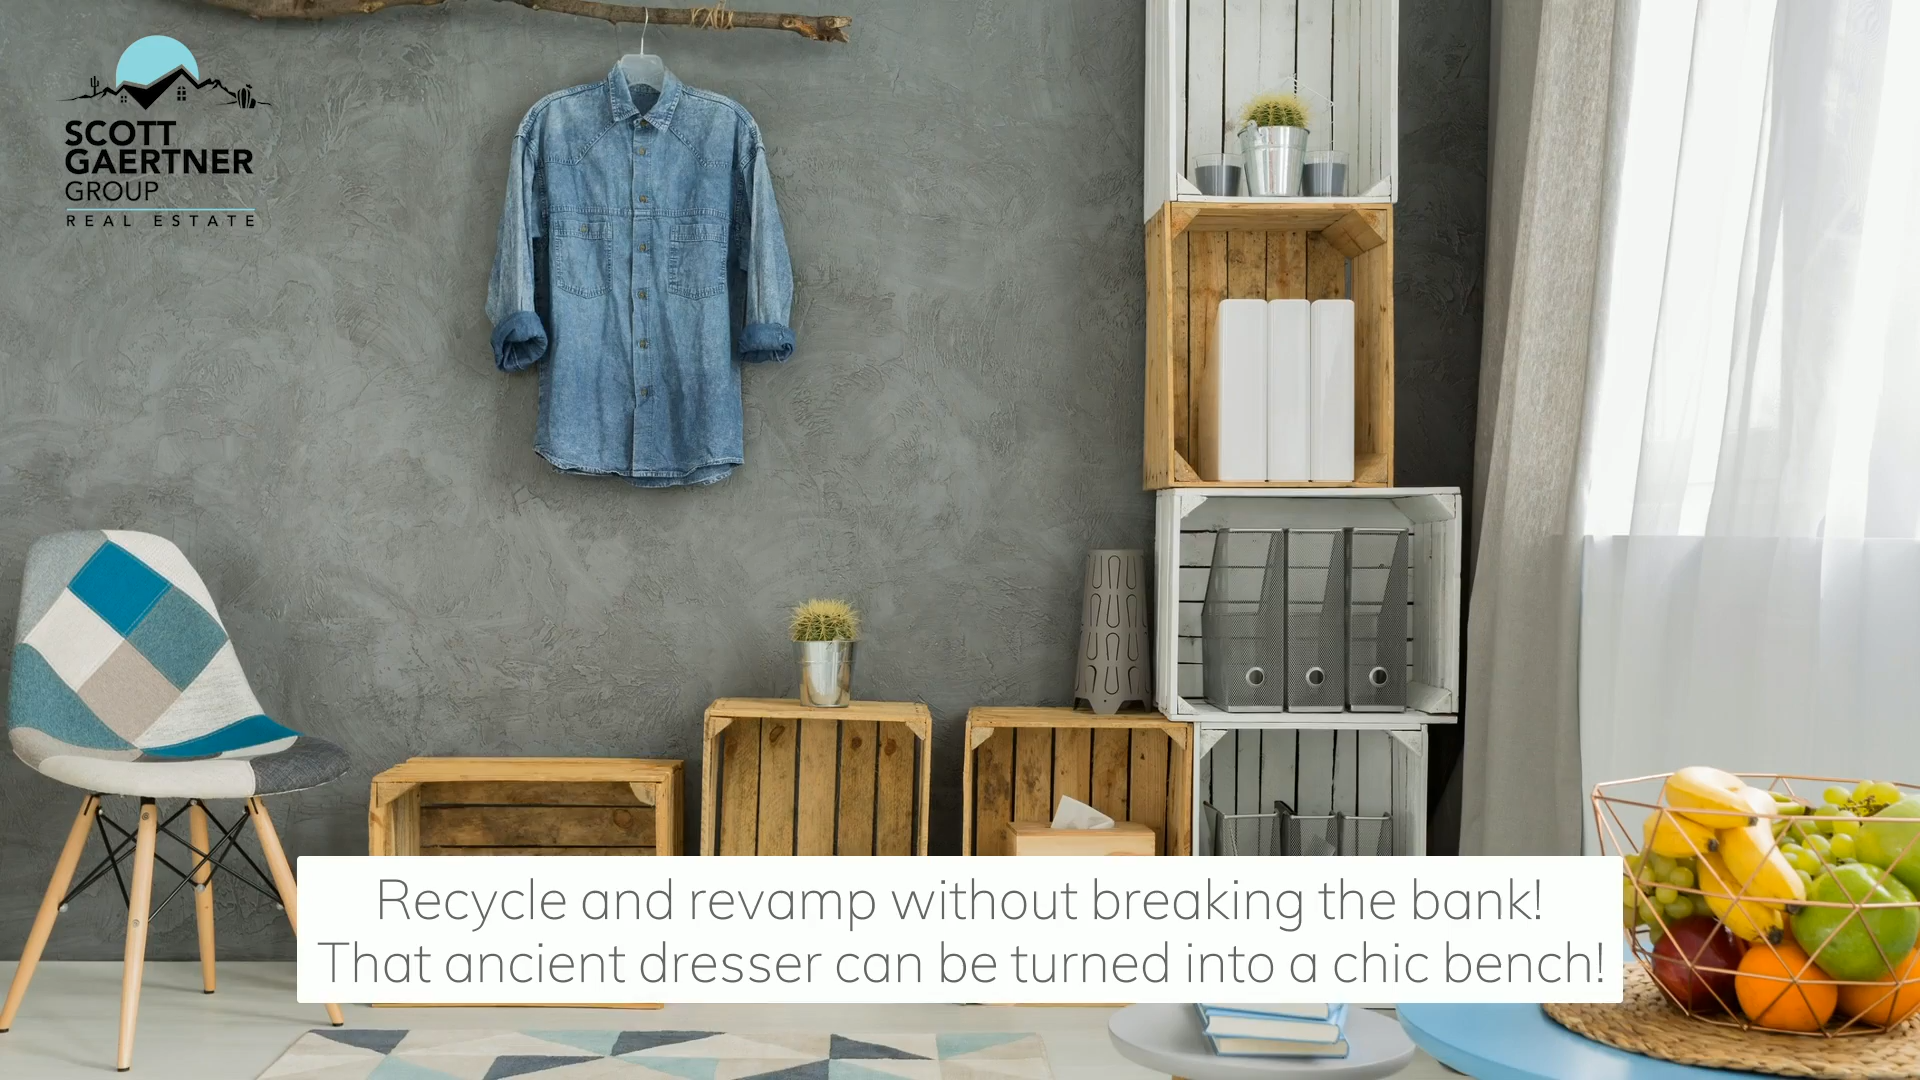 SCOTT
GAERTNER
GROUP
REAL ESTATE
Recycle and revamp without breaking the bank!
That ancient dresser can be turned into a chic bench!